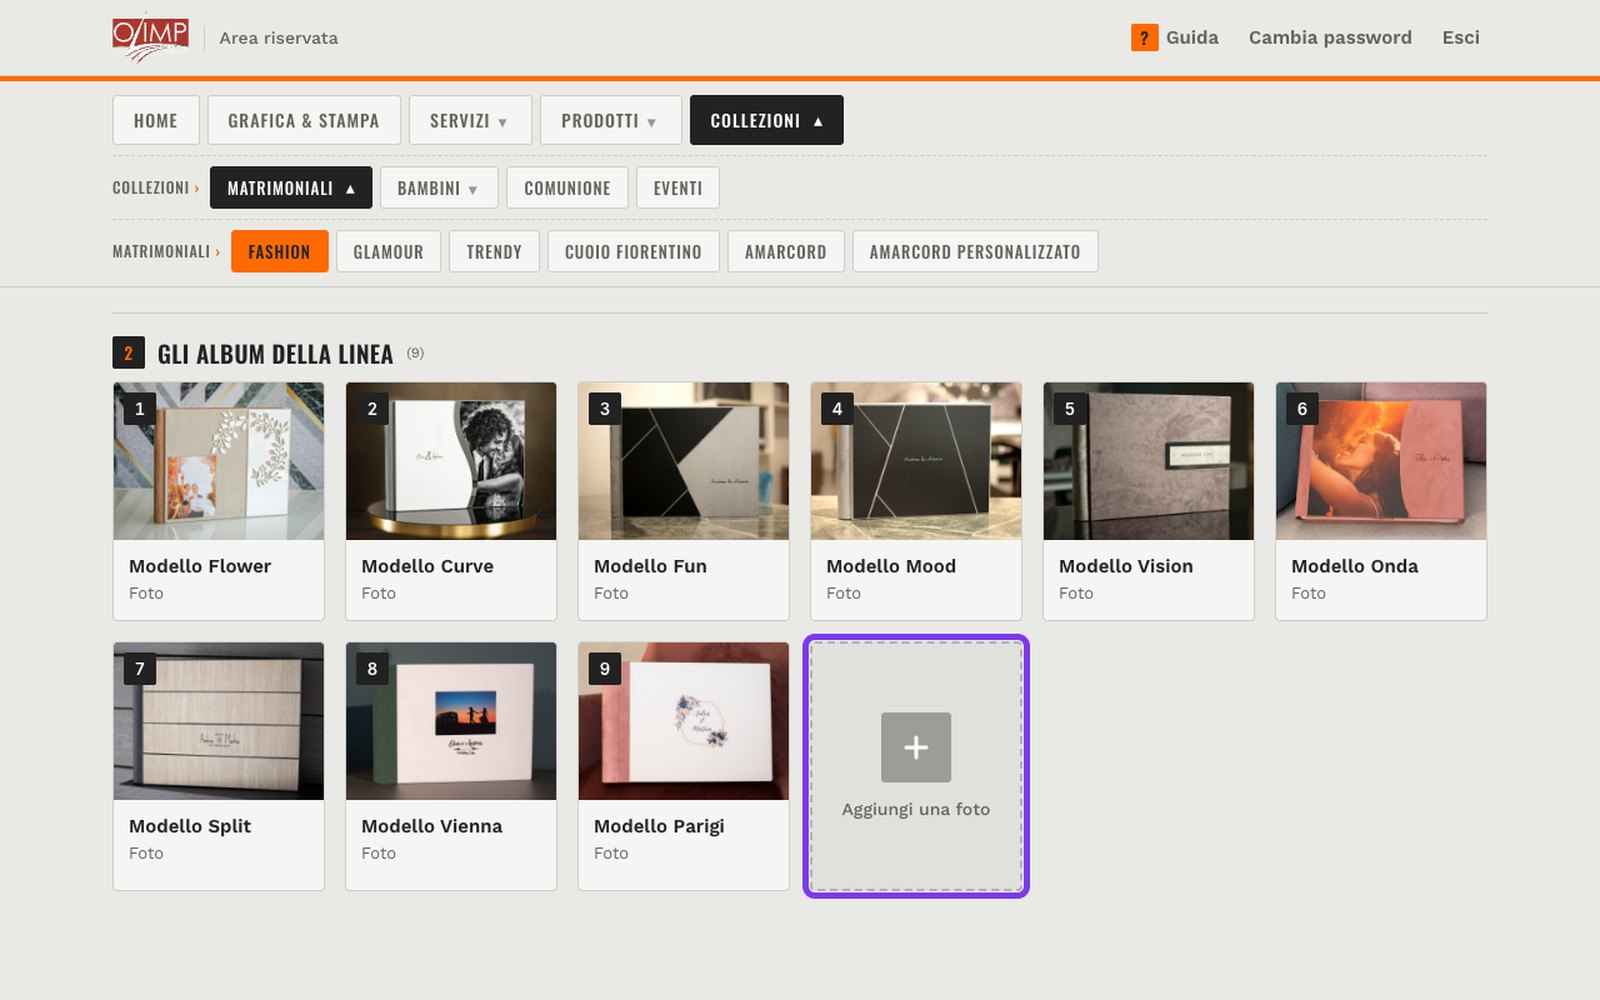 OLIMP
Area riservata
? Guida
Cambia password
Esci
HOME
GRAFICA & STAMPA
SERVIZI ▼
PRODOTTI ▼
COLLEZIONI ▲
COLLEZIONI ›
MATRIMONIALI ▲
BAMBINI ▼
COMUNIONE
EVENTI
MATRIMONIALI ›
FASHION
GLAMOUR
TRENDY
CUOIO FIORENTINO
AMARCORD
AMARCORD PERSONALIZZATO
2 GLI ALBUM DELLA LINEA (9)
1
Modello Flower
Foto
2
Modello Curve
Foto
3
Modello Fun
Foto
4
Modello Mood
Foto
5
WEDDING DAY
Modello Vision
Foto
6
Modello Onda
Foto
7
Modello Split
Foto
8
Modello Vienna
Foto
9
Modello Parigi
Foto
+
Aggiungi una foto